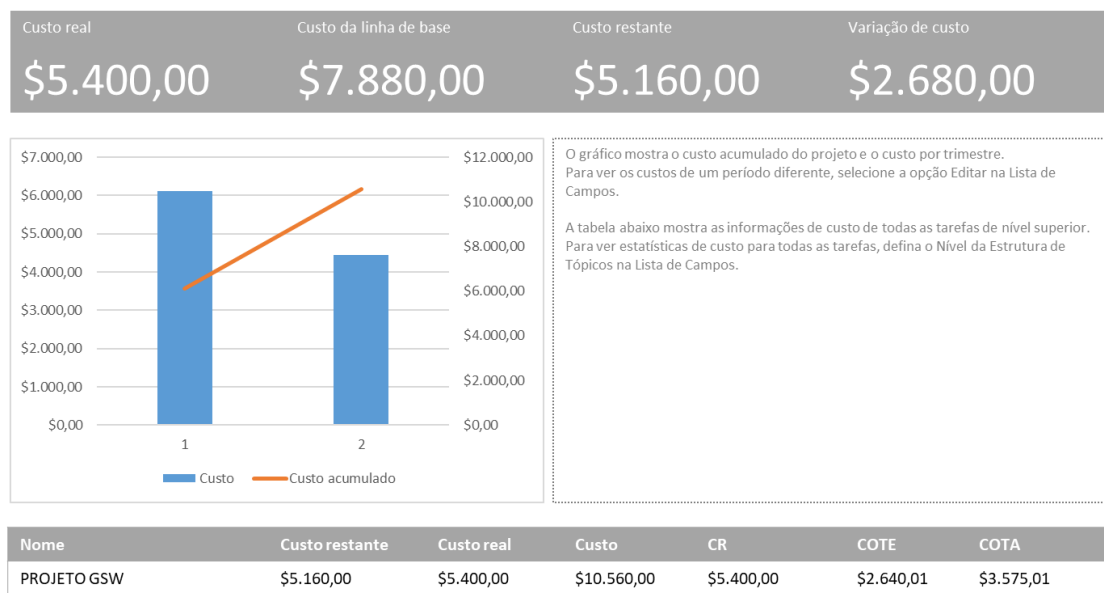 Custo real
Custo da linha de base
Custo restante
Variação de custo
$5.400,00
$7.880,00
$5.160,00
$2.680,00
$7.000,00
$6.000,00
$5.000,00
$4.000,00
$3.000,00
$2.000,00
$1.000,00
$0,00
$12.000,00
$10.000,00
$8.000,00
$6.000,00
$4.000,00
$2.000,00
$0,00
1
2
Custo
Custo acumulado
O gráfico mostra o custo acumulado do projeto e o custo por trimestre.
Para ver os custos de um período diferente, selecione a opção Editar na Lista de
Campos.
A tabela abaixo mostra as informações de custo de todas as tarefas de nível superior.
Para ver estatísticas de custo para todas as tarefas, defina o Nível da Estrutura de
Tópicos na Lista de Campos.
Nome Custo restante Custo real Custo CR COTE COTA
PROJETO GSW $5.160,00 $5.400,00 $10.560,00 $5.400,00 $2.640,01 $3.575,01